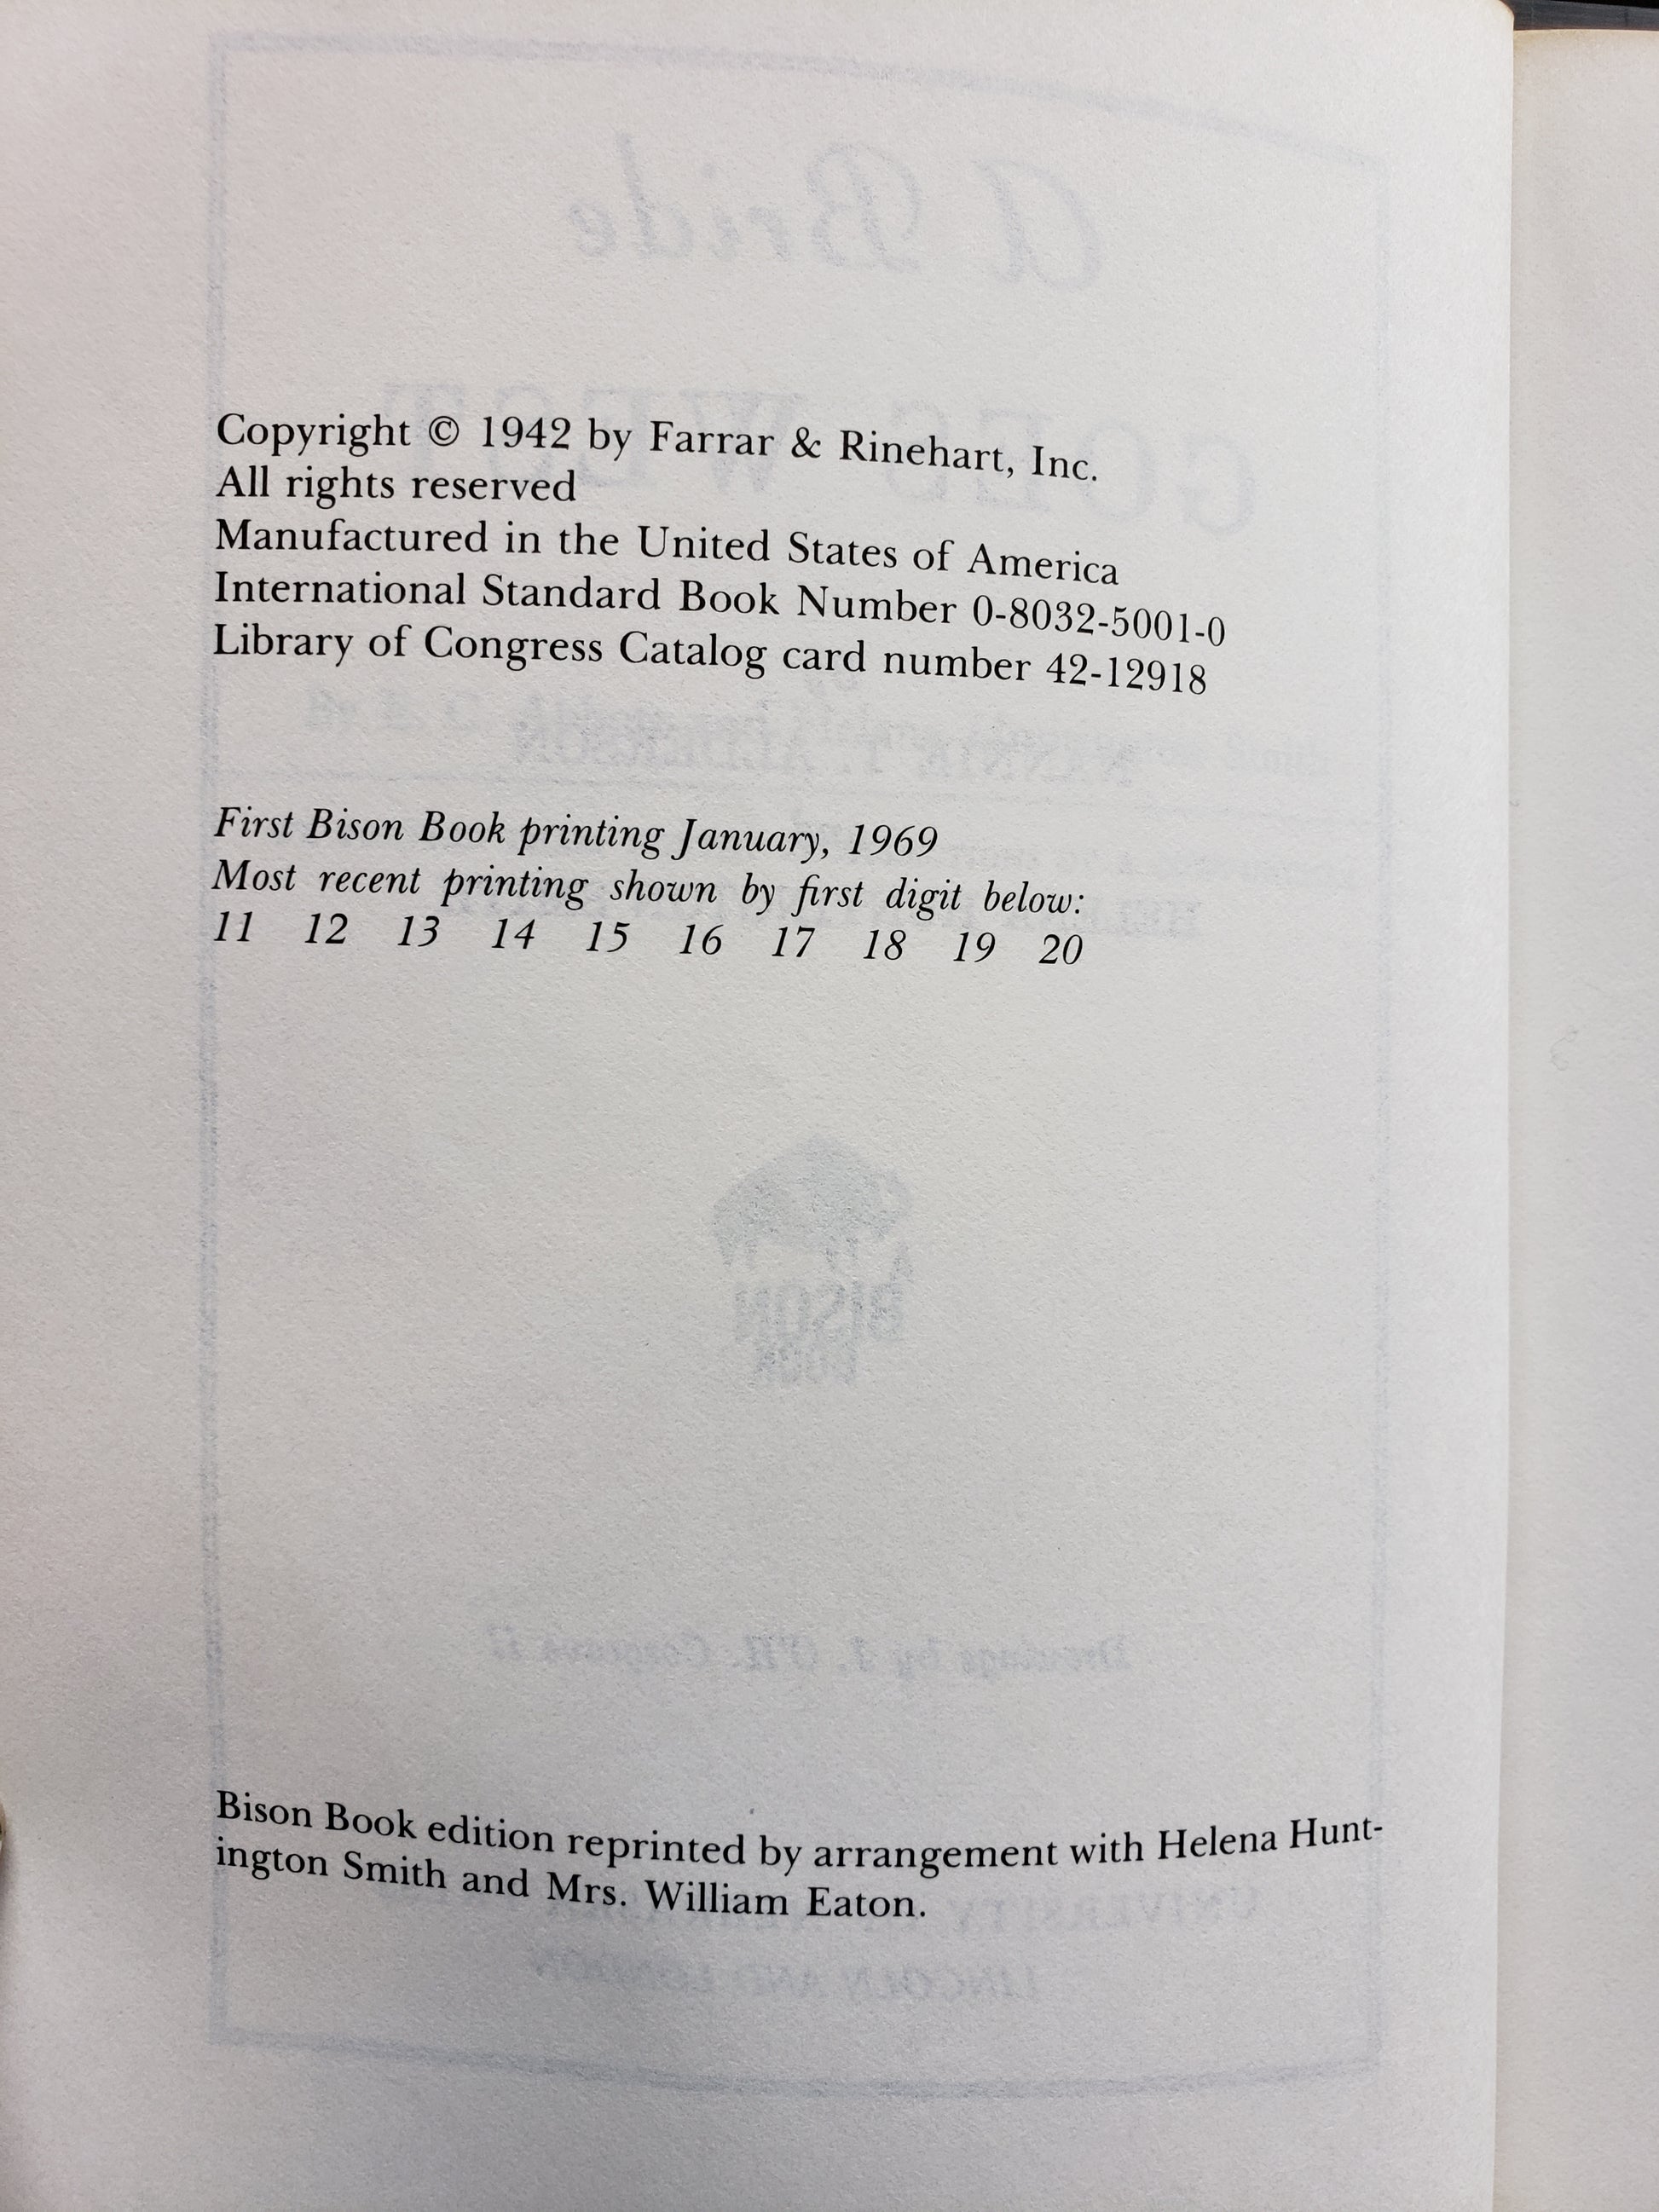 Copyright © 1942 by Farrar & Rinehart, Inc.
All rights reserved
Manufactured in the United States of America
International Standard Book Number 0-8032-5001-0
Library of Congress Catalog card number 42-12918
First Bison Book printing January, 1969
Most recent printing shown by first digit below:
11 12 13 14 15 16 17 18 19 20
Bison Book edition reprinted by arrangement with Helena Hunt-
ington Smith and Mrs. William Eaton.